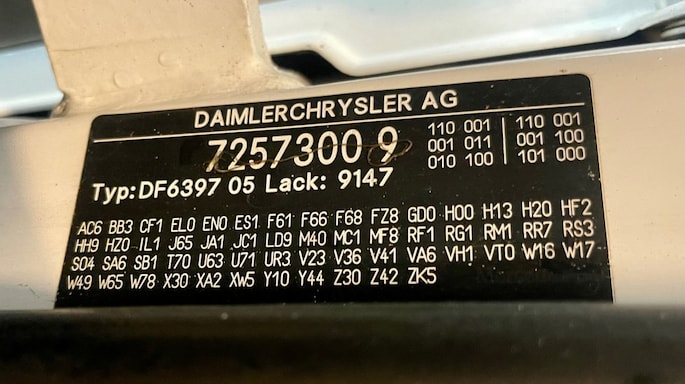 DAIMLERCHRYSLER AG
7257300 9 110 001 110 001
001 011 001 100
010 100 101 000
Typ: DF6397 05 Lack: 9147
AC6 BB3 CF1 EL0 EN0 ES1 F61 F66 F68 FZ8 GD0 H00 H13 H20 HF2
HH9 HZ0 IL1 J65 JA1 JC1 LD9 M40 MC1 MF8 RF1 RG1 RM1 RR7 RS3
S04 SA6 SB1 T70 U63 U71 UR3 V23 V36 V41 VA6 VH1 VT0 W16 W17
W49 W65 W78 X30 XA2 XW5 Y10 Y44 Z30 Z42 ZK5